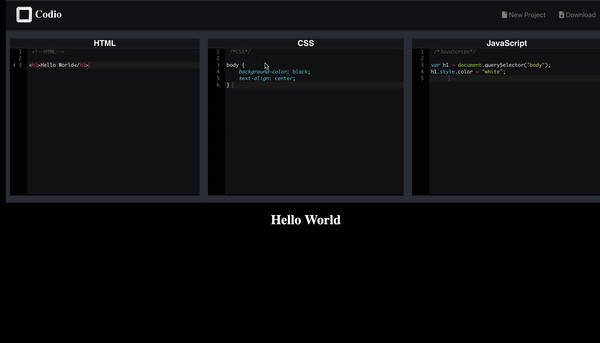 Codio
New Project
Download
HTML
1 <!--HTML-->
2
3 <h1>Hello World</h1>
CSS
1 /*CSS*/
2
3 body {
4 background-color: black;
5 text-align: center;
6 }
JavaScript
1 /*JavaScript*/
2
3 var h1 = document.querySelector("body");
4 h1.style.color = "white";
5
Hello World